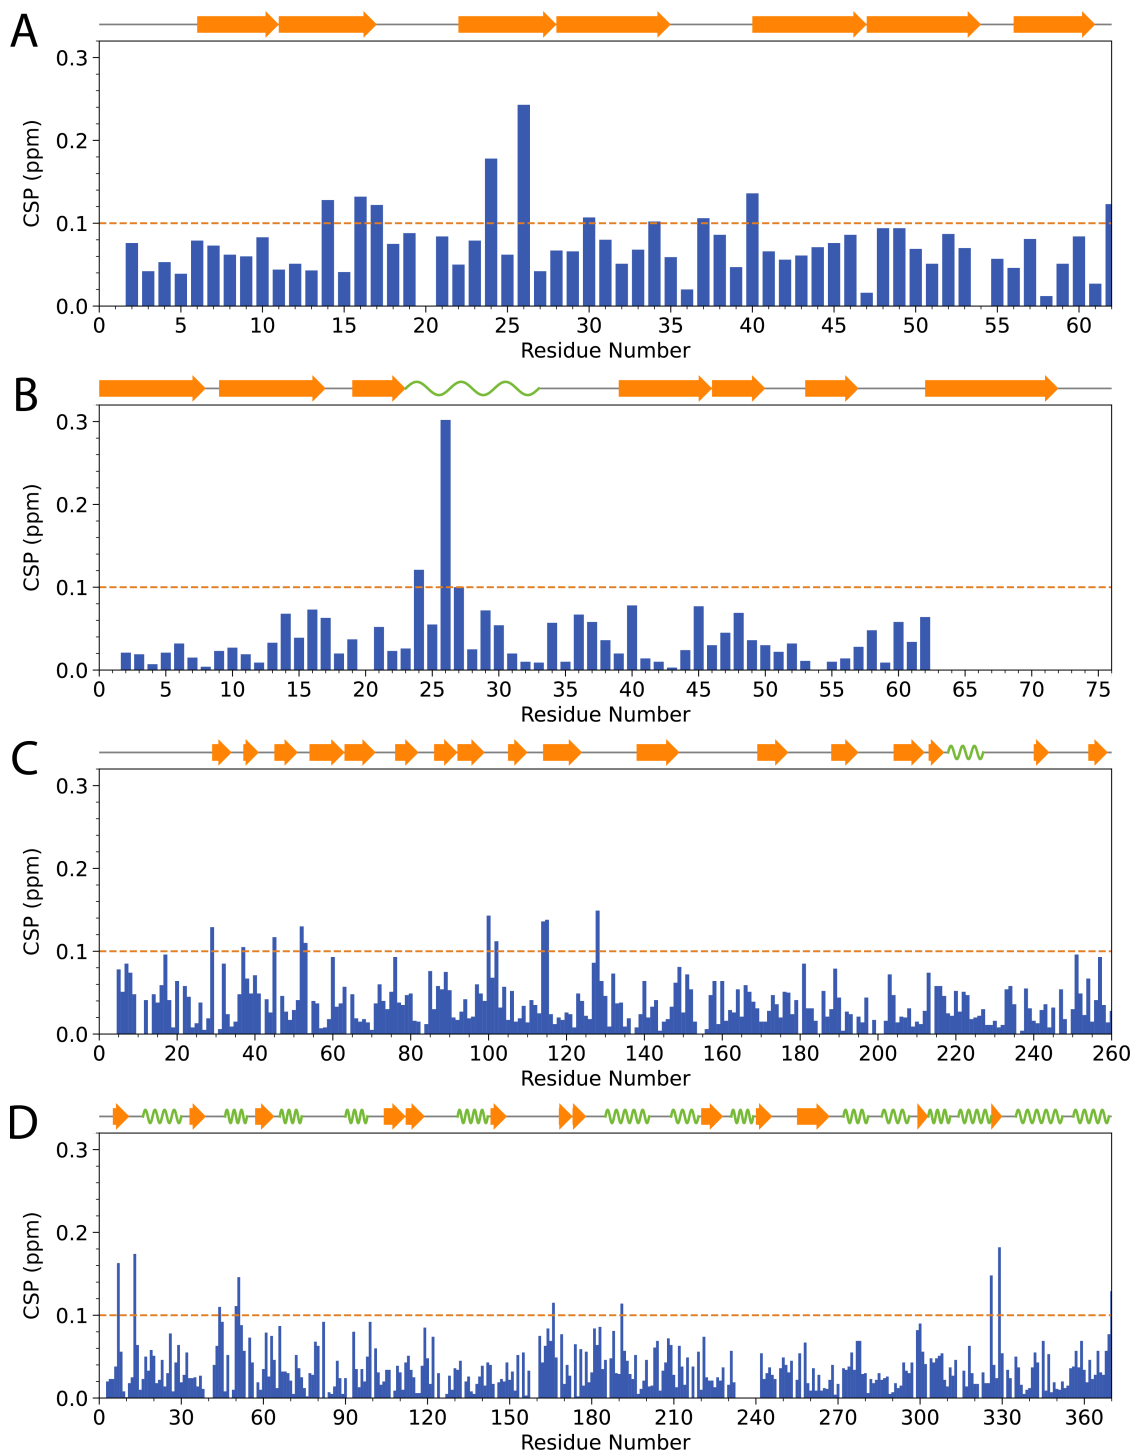 A
0.3
0.2
CSP (ppm)
0.1
0.0
0 5 10 15 20 25 30 35 40 45 50 55 60
Residue Number
B
0.3
0.2
CSP (ppm)
0.1
0.0
0 5 10 15 20 25 30 35 40 45 50 55 60 65 70 75
Residue Number
C
0.3
0.2
CSP (ppm)
0.1
0.0
0 20 40 60 80 100 120 140 160 180 200 220 240 260
Residue Number
D
0.3
0.2
CSP (ppm)
0.1
0.0
0 30 60 90 120 150 180 210 240 270 300 330 360
Residue Number